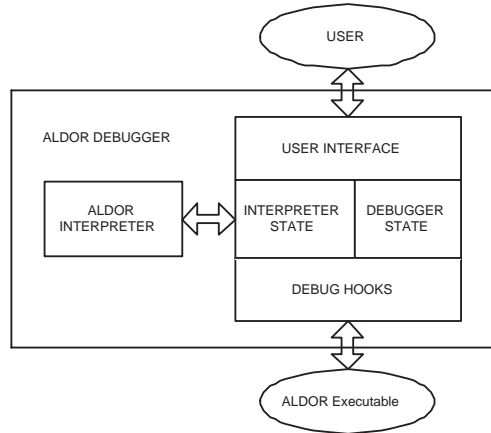 USER
ALDOR DEBUGGER
USER INTERFACE
ALDOR
INTERPRETER
INTERPRETER
STATE
DEBUGGER
STATE
DEBUG HOOKS
ALDOR Executable